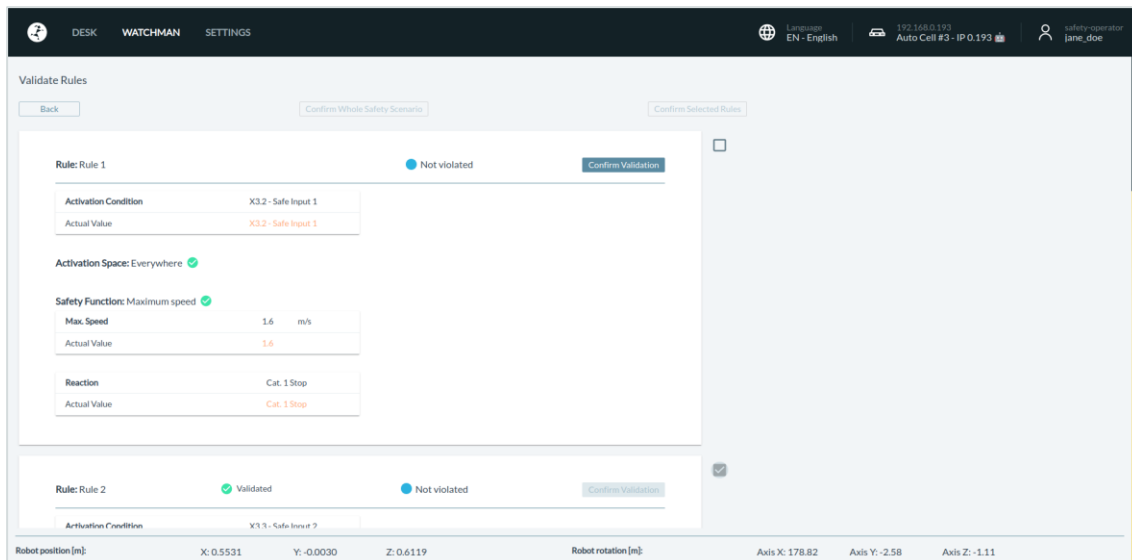 DESK WATCHMAN SETTINGS
Language
EN - English
192.168.0.193
Auto Cell #3 - IP 0.193 🤖
safety-operator
jane_doe
Validate Rules
Back Confirm Whole Safety Scenario Confirm Selected Rules
Rule: Rule 1 Not violated Confirm Validation
Activation Condition X3.2 - Safe Input 1
Actual Value X3.2 - Safe Input 1
Activation Space: Everywhere
Safety Function: Maximum speed
Max. Speed 1.6 m/s
Actual Value 1.6
Reaction Cat. 1 Stop
Actual Value Cat. 1 Stop
Rule: Rule 2 Validated Not violated Confirm Validation
Activation Condition X3.3 - Safe Input 2
Robot position [m]: X: 0.5531 Y: -0.0030 Z: 0.6119 Robot rotation [m]: Axis X: 178.82 Axis Y: -2.58 Axis Z: -1.11